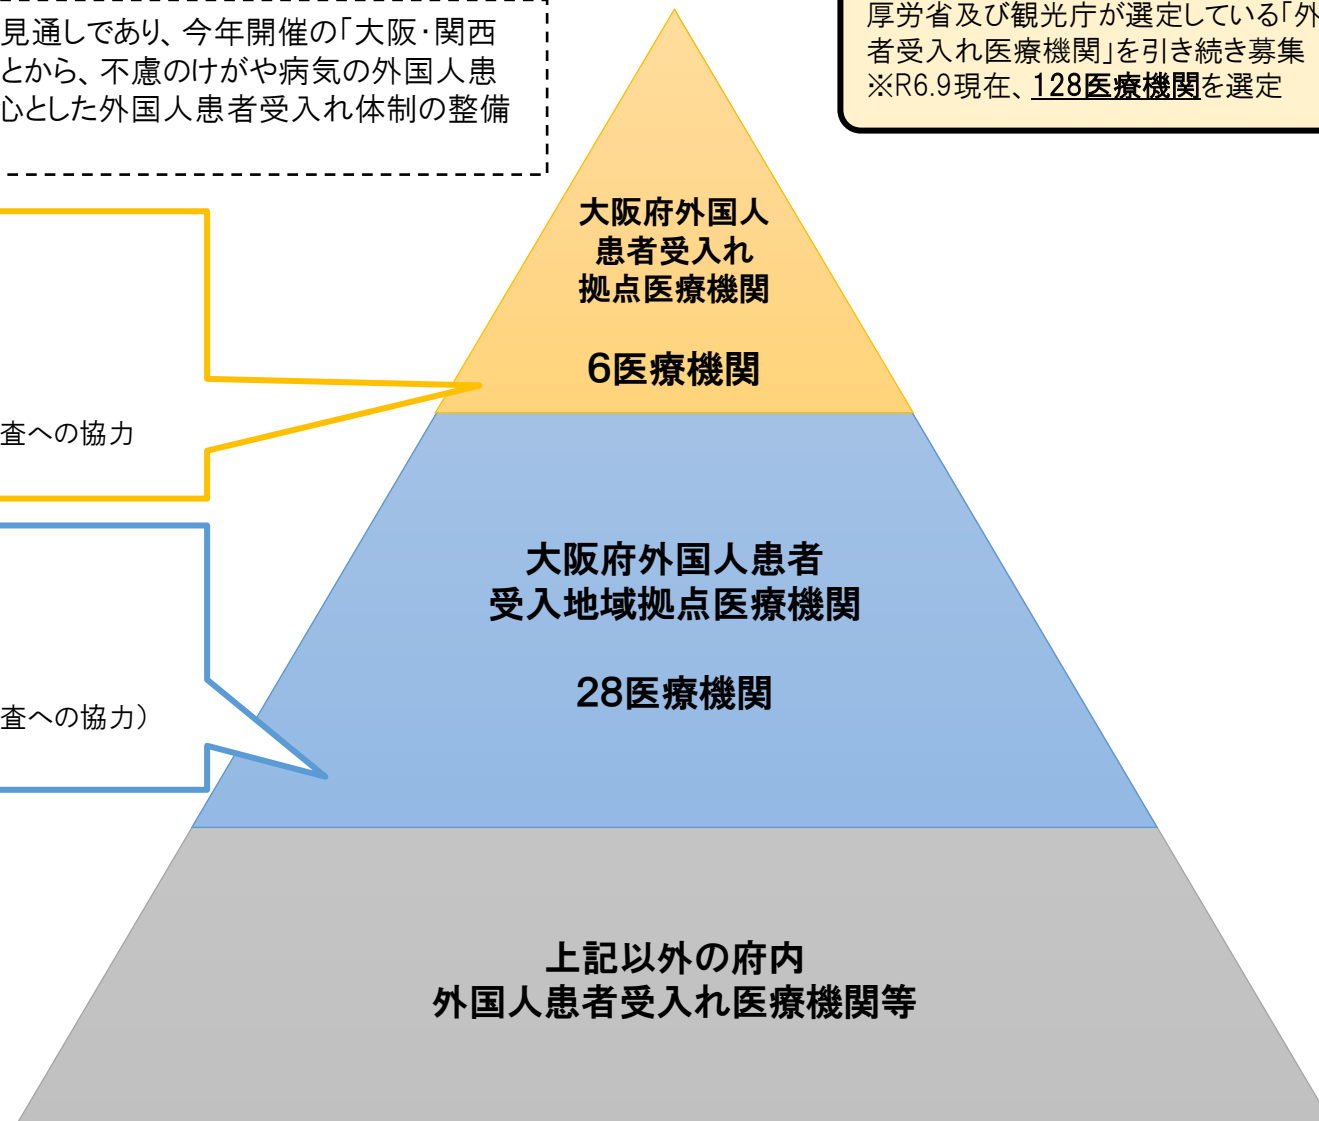 見通しであり、今年開催の「大阪・関西
とから、不慮のけがや病気の外国人患
心とした外国人患者受入れ体制の整備
厚労省及び観光庁が選定している「外
者受入れ医療機関」を引き続き募集
※R6.9現在、128医療機関を選定
大阪府外国人
患者受入れ
拠点医療機関
6医療機関
査への協力
大阪府外国人患者
受入地域拠点医療機関
28医療機関
査への協力）
上記以外の府内
外国人患者受入れ医療機関等